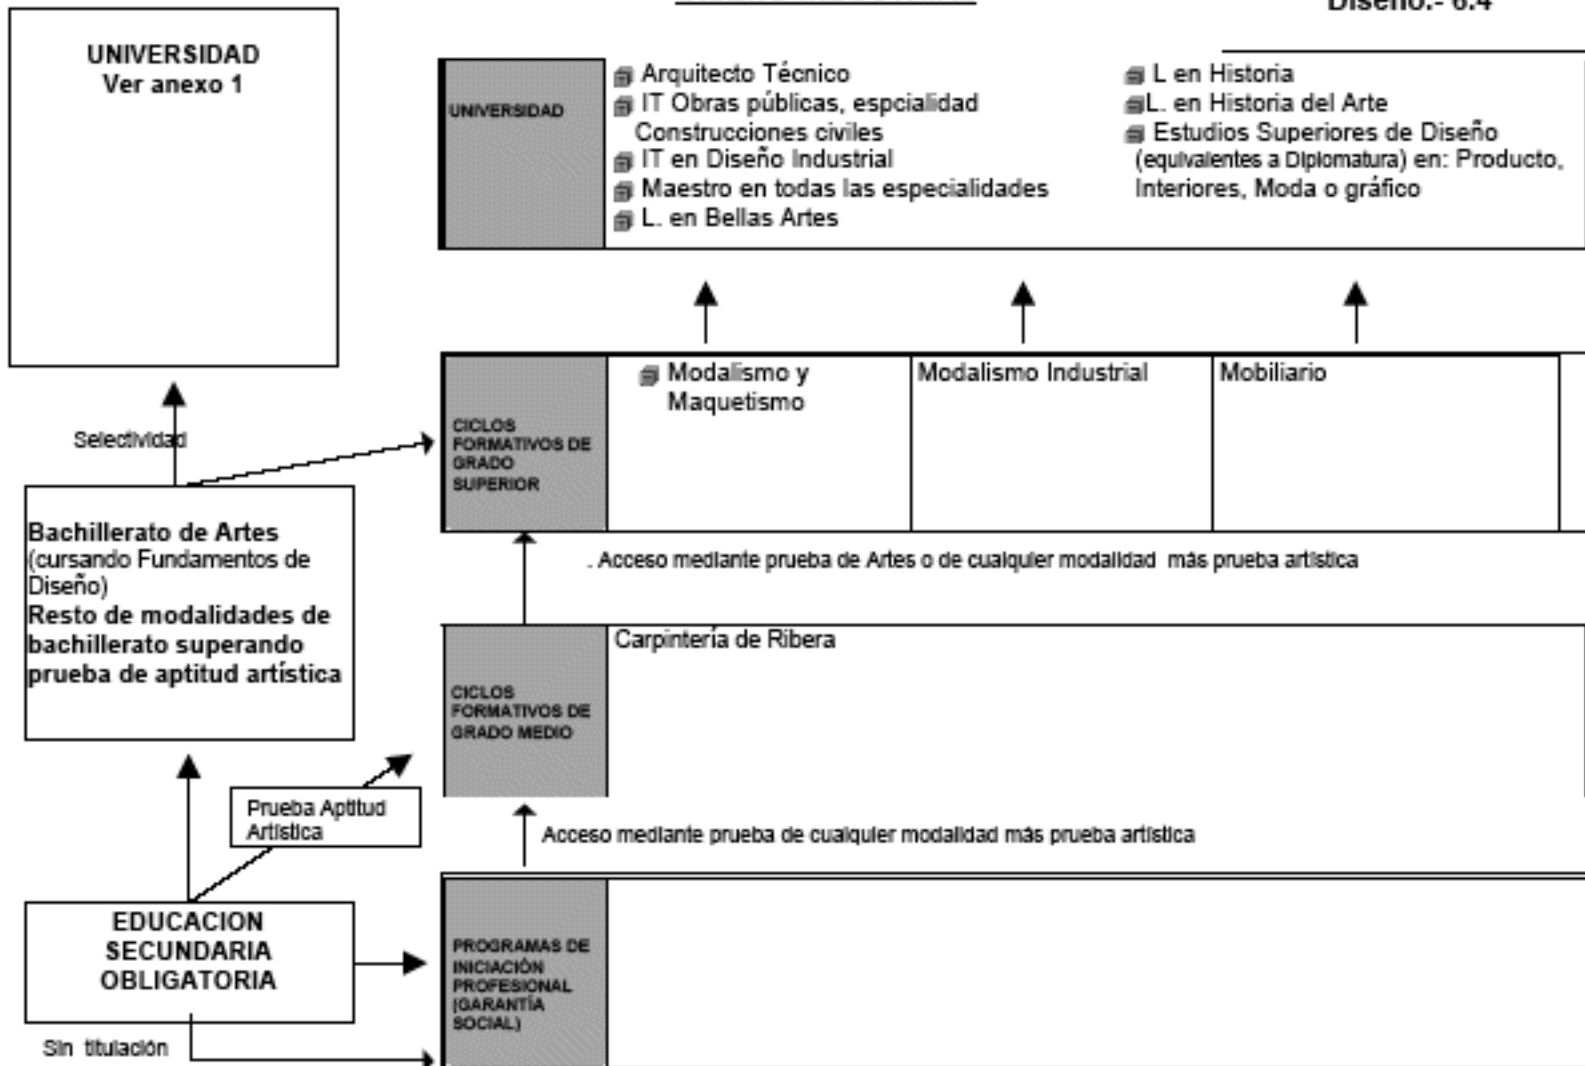 Diseño.- 6.4
UNIVERSIDAD
Ver anexo 1
UNIVERSIDAD
Arquitecto Técnico
IT Obras públicas, espcialidad
Construcciones civiles
IT en Diseño Industrial
Maestro en todas las especialidades
L. en Bellas Artes
L en Historia
L. en Historia del Arte
Estudios Superiores de Diseño
(equivalentes a Diplomatura) en: Producto,
Interiores, Moda o gráfico
Selectividad
CICLOS
FORMATIVOS DE
GRADO
SUPERIOR
Modalismo y
Maquetismo
Modalismo Industrial
Mobiliario
Bachillerato de Artes
(cursando Fundamentos de
Diseño)
Resto de modalidades de
bachillerato superando
prueba de aptitud artística
. Acceso mediante prueba de Artes o de cualquier modalidad más prueba artística
CICLOS
FORMATIVOS DE
GRADO MEDIO
Carpintería de Ribera
Prueba Aptitud
Artística
Acceso mediante prueba de cualquier modalidad más prueba artística
EDUCACION
SECUNDARIA
OBLIGATORIA
PROGRAMAS DE
INICIACIÓN
PROFESIONAL
(GARANTÍA
SOCIAL)
Sin titulación